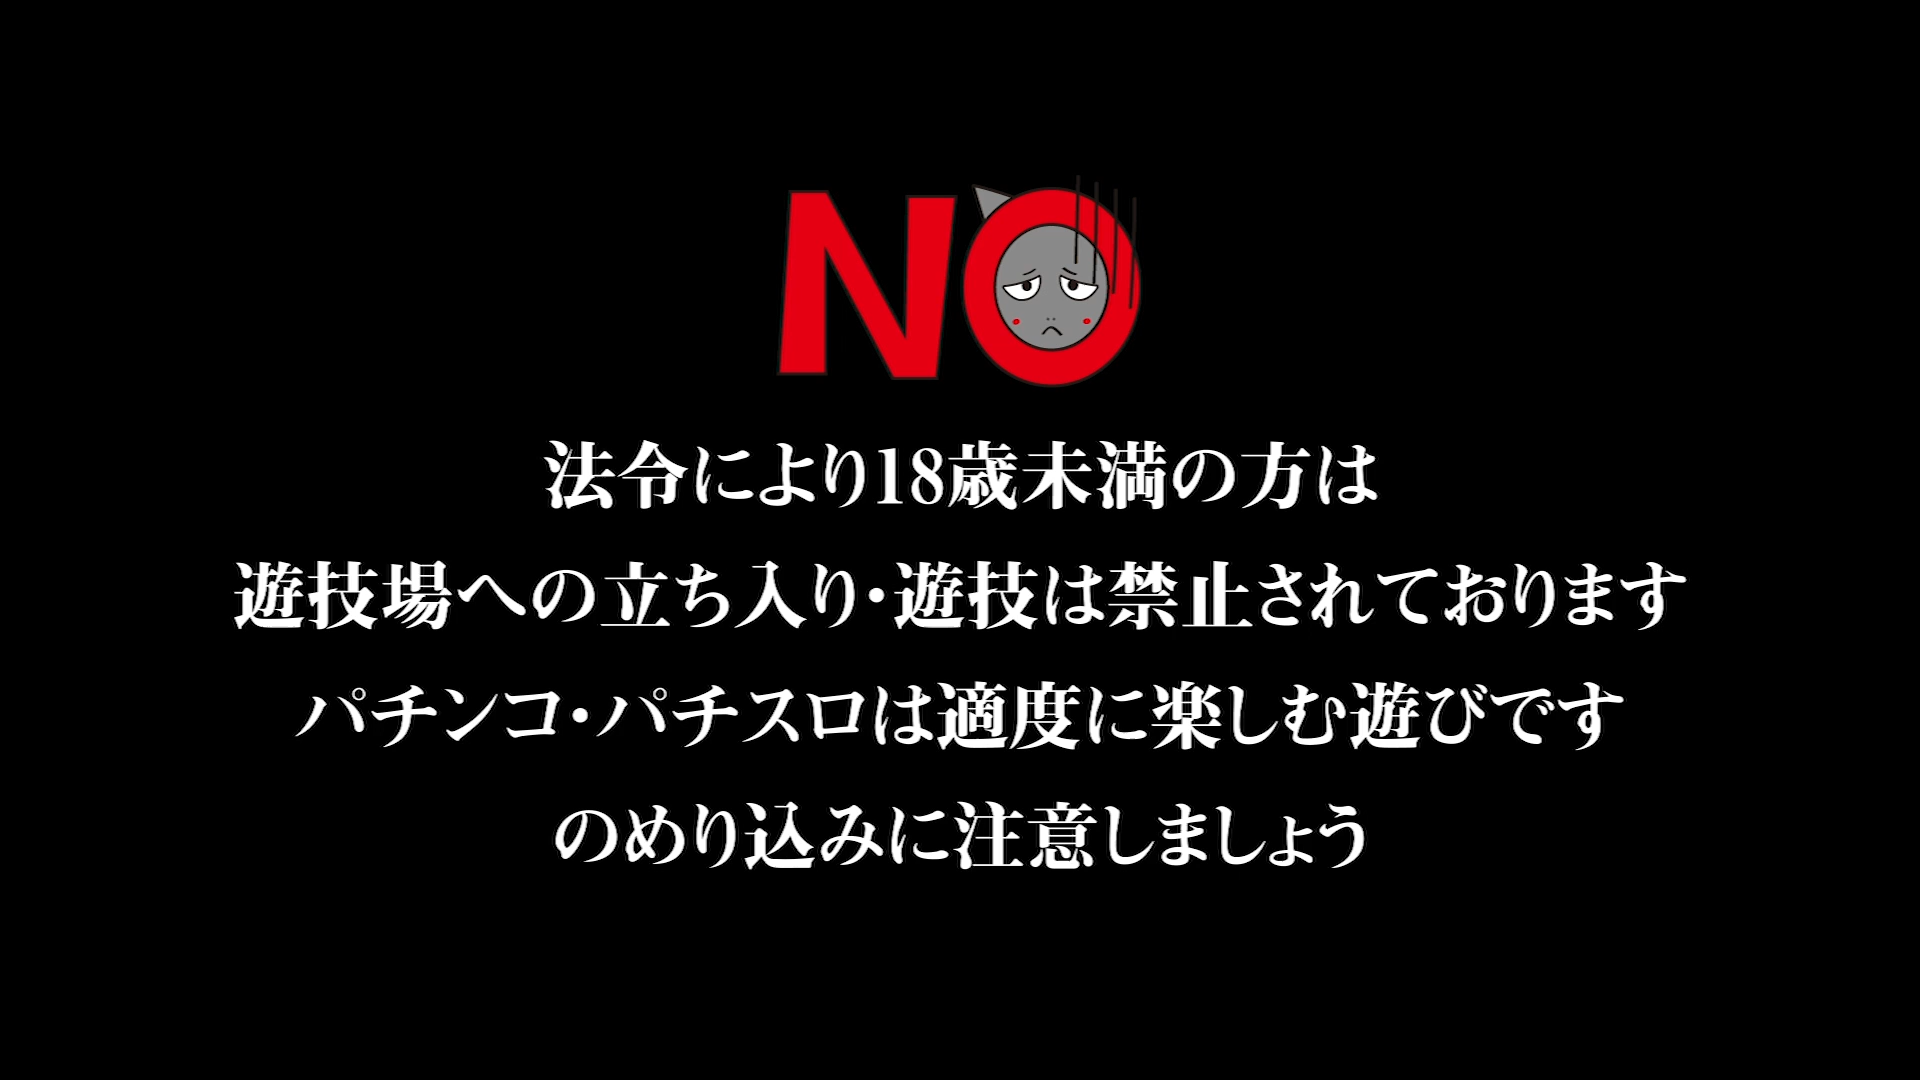 NO
法令により18歳未満の方は
遊技場への立ち入り・遊技は禁止されております
パチンコ・パチスロは適度に楽しむ遊びです
のめり込みに注意しましょう